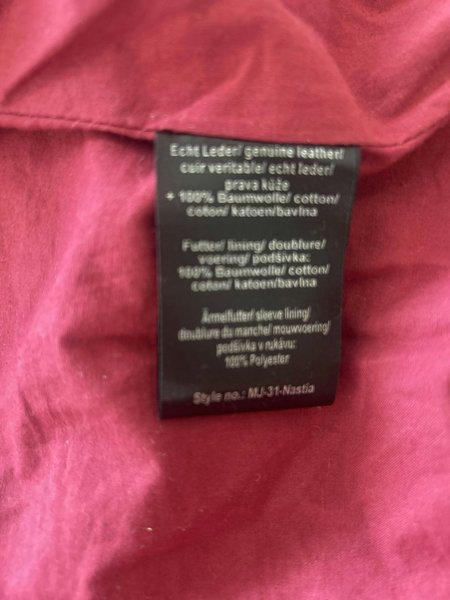 Echt Leder/ genuine leather/
cuir veritable/ echt leder/
prava kůže
+ 100% Baumwolle/ cotton/
coton/ katoen/bavlna
Futter/ lining/ doublure/
voering/ podšivka:
100% Baumwolle/ cotton/
coton/ katoen/bavlna
Ärmelfutter/ sleeve lining/
doublure du manche/ mouwvoering/
podšivka v rukávu:
100% Polyester
Style no.: MJ-31-Nastia